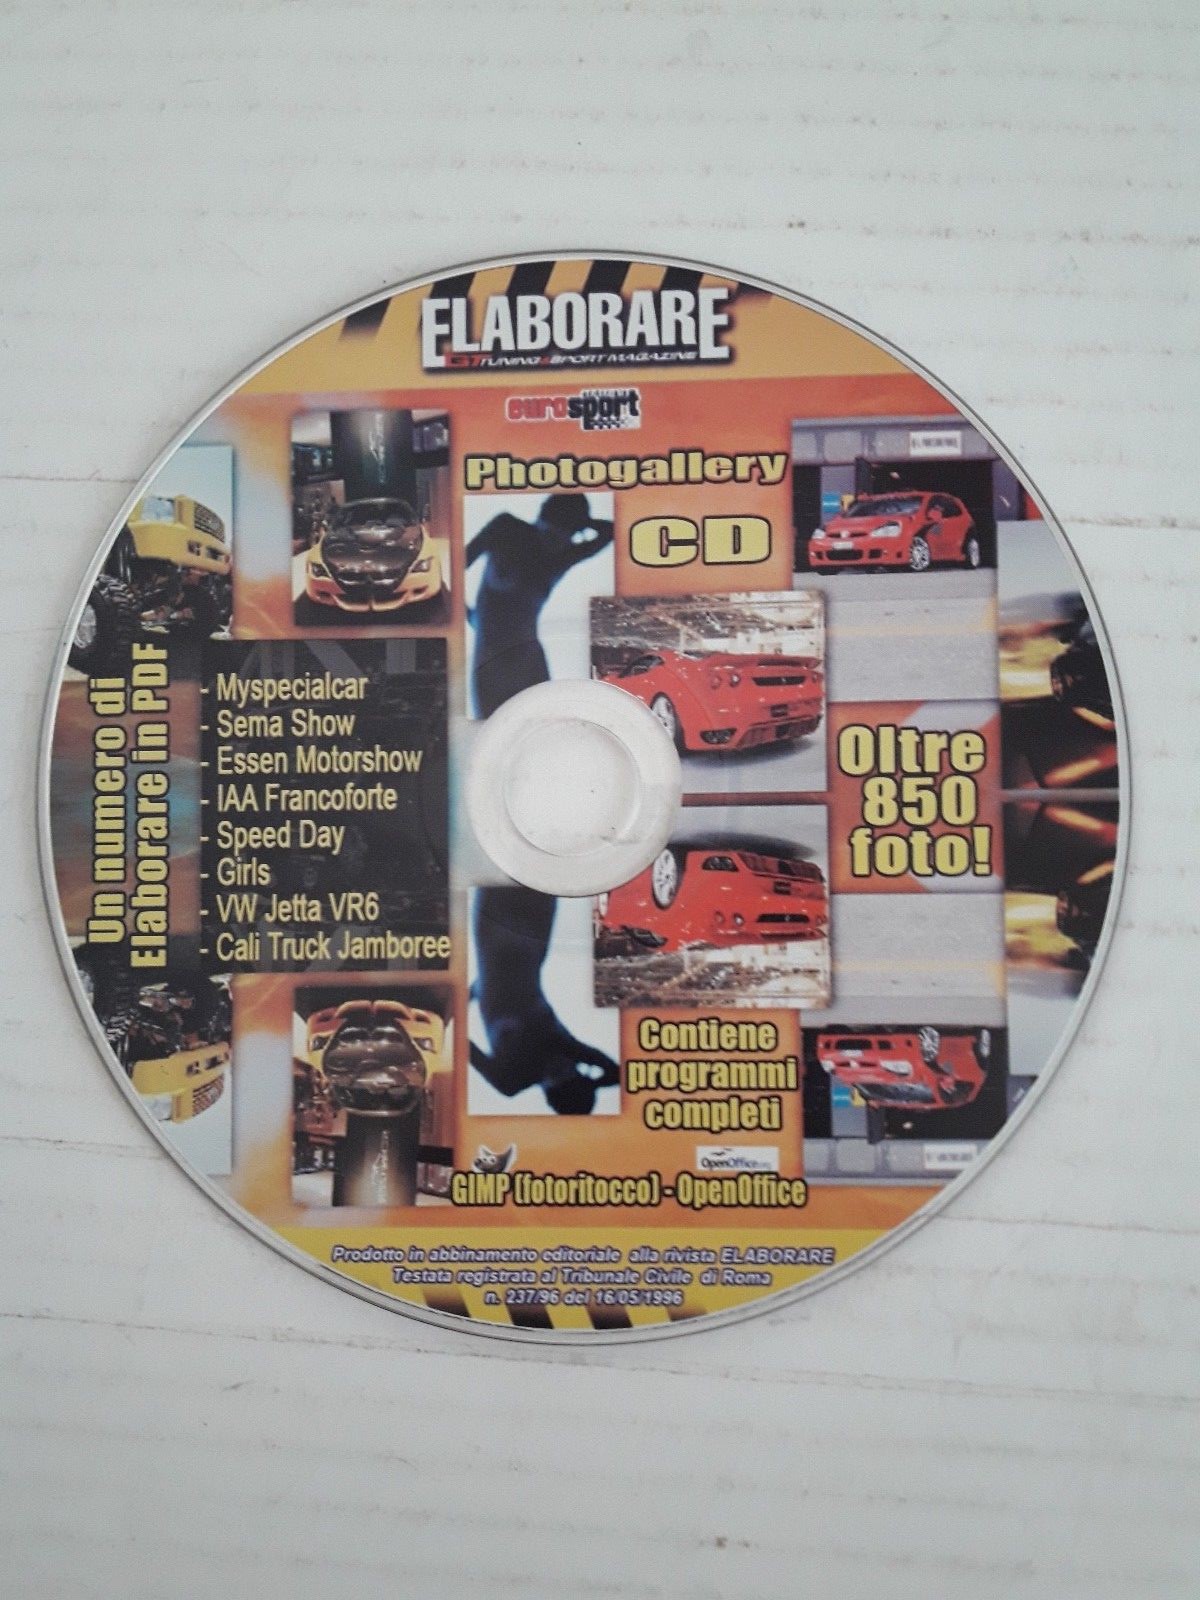 ELABORARE
GT TUNING & SPORT MAGAZINE
eurosport
Photogallery
CD
Un numero di
Elaborare in PDF
- Myspecialcar
- Sema Show
- Essen Motorshow
- IAA Francoforte
- Speed Day
- Girls
- VW Jetta VR6
- Cali Truck Jamboree
Oltre
850
foto!
Contiene
programmi
completi
OpenOffice.org
GIMP (fotoritocco) - OpenOffice
Prodotto in abbinamento editoriale alla rivista ELABORARE
Testata registrata al Tribunale Civile di Roma
n. 237/96 del 16/05/1996